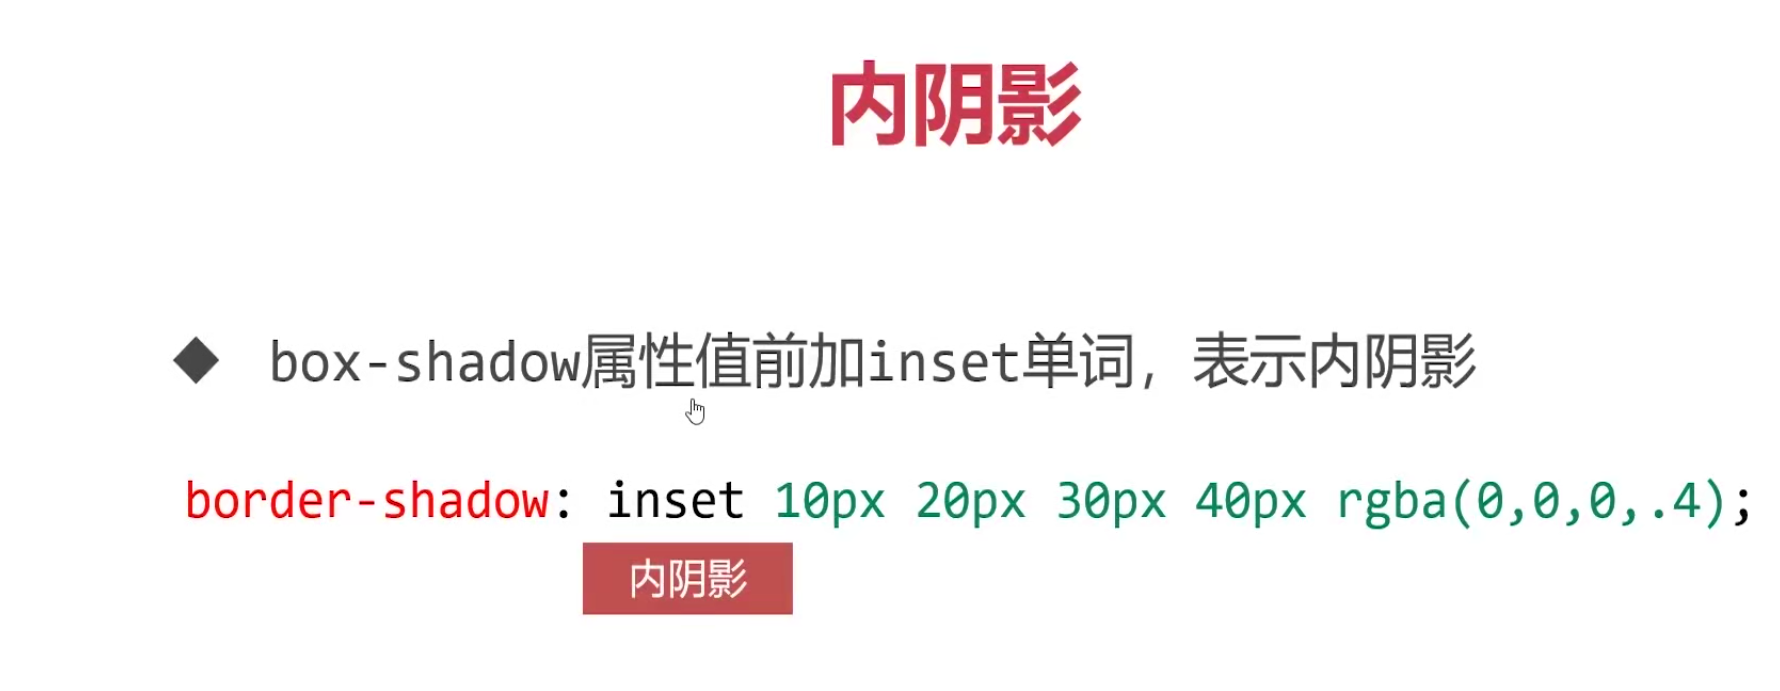 内阴影
◆ box-shadow属性值前加inset单词，表示内阴影
border-shadow: inset 10px 20px 30px 40px rgba(0,0,0,.4);
内阴影